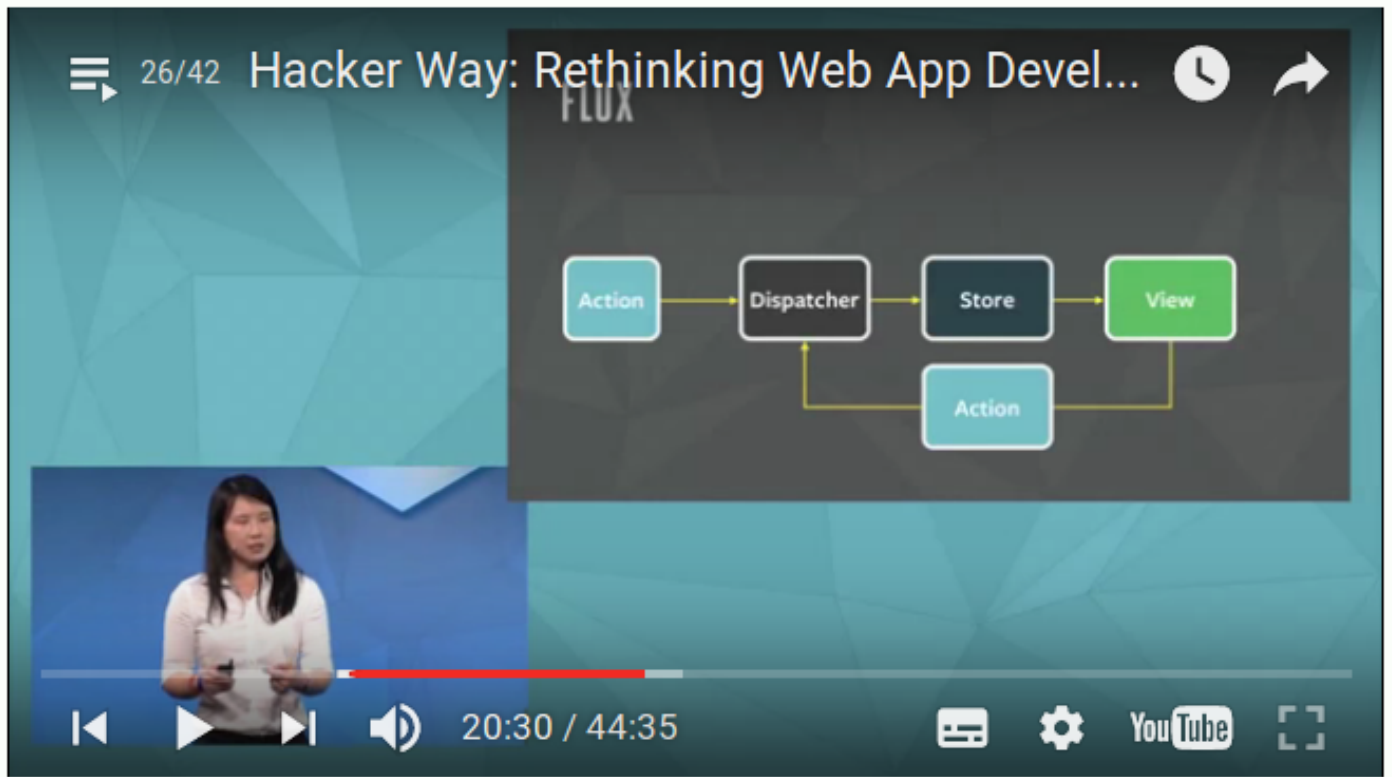 26/42 Hacker Way: Rethinking Web App Devel...
FLUX
Action Dispatcher Store View
Action
20:30 / 44:35 YouTube